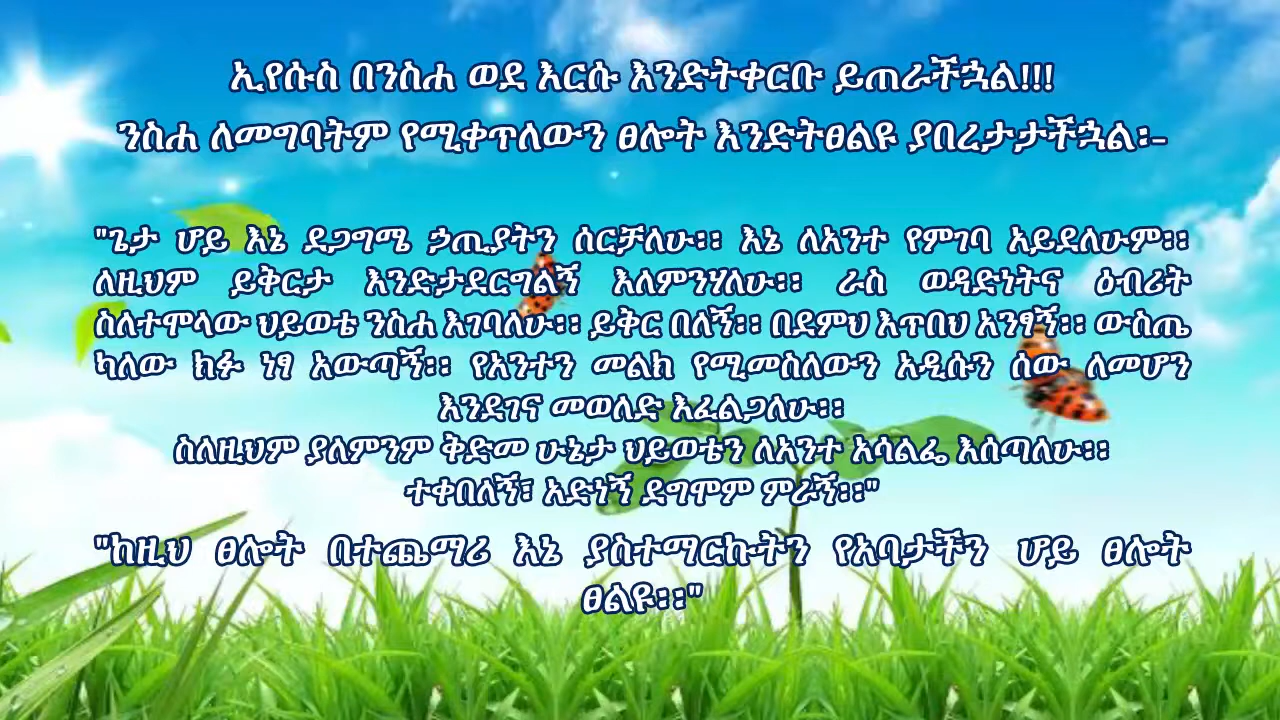 ኢየሱስ በንስሐ ወደ እርሱ እንድትቀርቡ ይጠራችኋል!!!
ንስሐ ለመግባትም የሚቀጥለውን ፀሎት እንድትፀልዩ ያበረታታችኋል፡-
"ጌታ ሆይ እኔ ደጋግሜ ኃጢያትን ሰርቻለሁ፡፡ እኔ ለአንተ የምገባ አይደለሁም፡፡
ለዚህም ይቅርታ እንድታደርግልኝ እለምንሃለሁ፡፡ ራስ ወዳድነትና ዕብሪት
ስለተሞላው ህይወቴ ንስሐ እገባለሁ፡፡ ይቅር በለኝ፡፡ በደምህ እጥበህ አንፃኝ፡፡ ውስጤ
ካለው ክፉ ነፃ አውጣኝ፡፡ የአንተን መልክ የሚመስለውን አዲሱን ሰው ለመሆን
እንደገና መወለድ እፈልጋለሁ፡፡
ስለዚህም ያለምንም ቅድመ ሁኔታ ህይወቴን ለአንተ አሳልፌ እሰጣለሁ፡፡
ተቀበለኝ፣ አድነኝ ደግሞም ምራኝ፡፡"
"ከዚህ ፀሎት በተጨማሪ እኔ ያስተማርኩትን የአባታችን ሆይ ፀሎት
ፀልዩ፡፡"